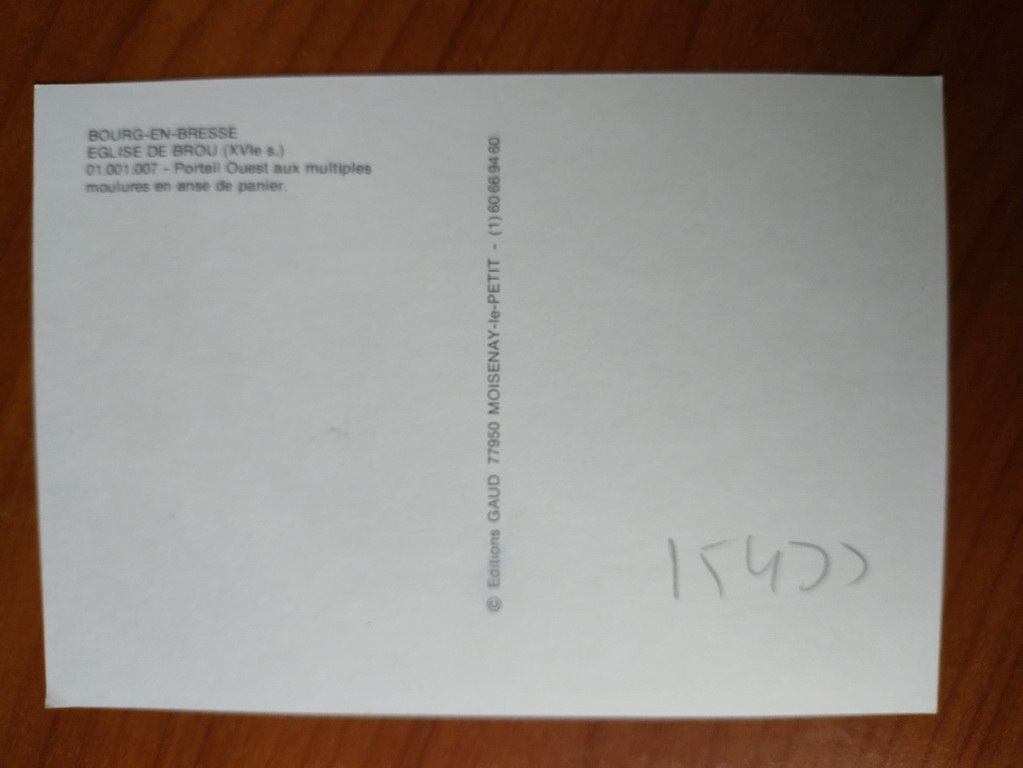 BOURG-EN-BRESSE
EGLISE DE BROU (XVIe s.)
01.001.007 - Portail Ouest aux multiples
moulures en anse de panier.
© Editions GAUD 77950 MOISENAY-le-PETIT - (1) 60 66 94 60